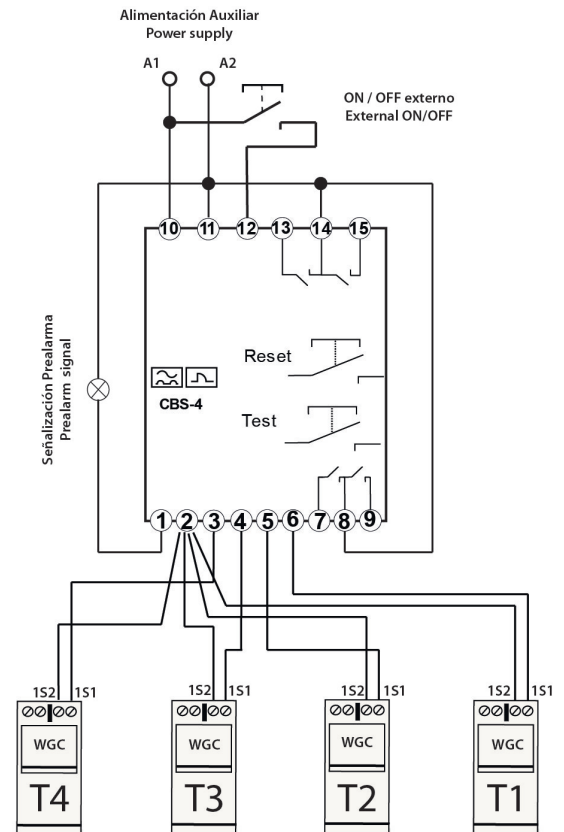 Alimentación Auxiliar
Power supply
A1
A2
ON / OFF externo
External ON/OFF
10
11
12
13
14
15
Señalización Prealarma
Prealarm signal
Reset
CBS-4
Test
1
2
3
4
5
6
7
8
9
1S2
1S1
1S2
1S1
1S2
1S1
1S2
1S1
WGC
WGC
WGC
WGC
T4
T3
T2
T1